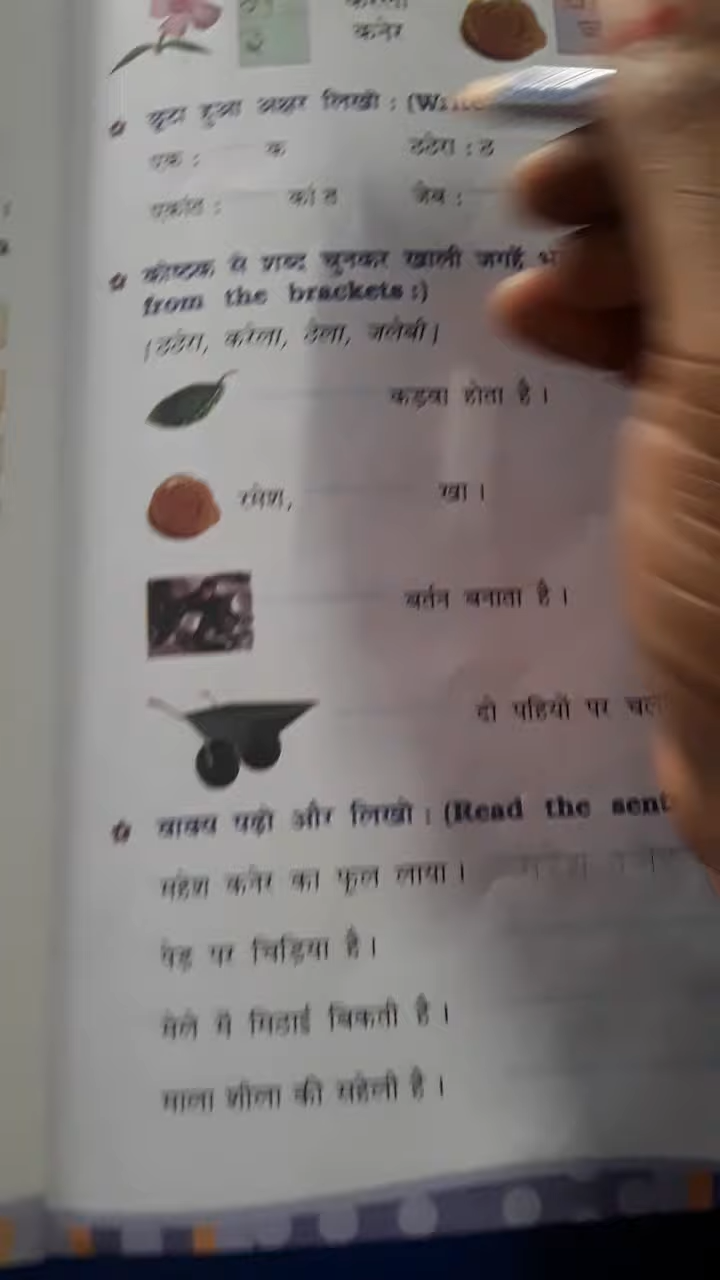 कनेर
छूटा हुआ अक्षर लिखो : (Write
एक : क ठठेरा : ठ
एकांत : कां त जेब :
कोष्ठक से शब्द चुनकर खाली जगहें भ
from the brackets :)
(ठठेरा, करेला, ठेला, जलेबी)
कड़वा होता है ।
रमेश, खा ।
बर्तन बनाता है ।
दो पहियों पर चल
वाक्य पढ़ो और लिखो : (Read the sent
महेश कनेर का फूल लाया ।
पेड़ पर चिड़िया है ।
मेले में मिठाई बिकती है ।
माला शीला की सहेली है ।